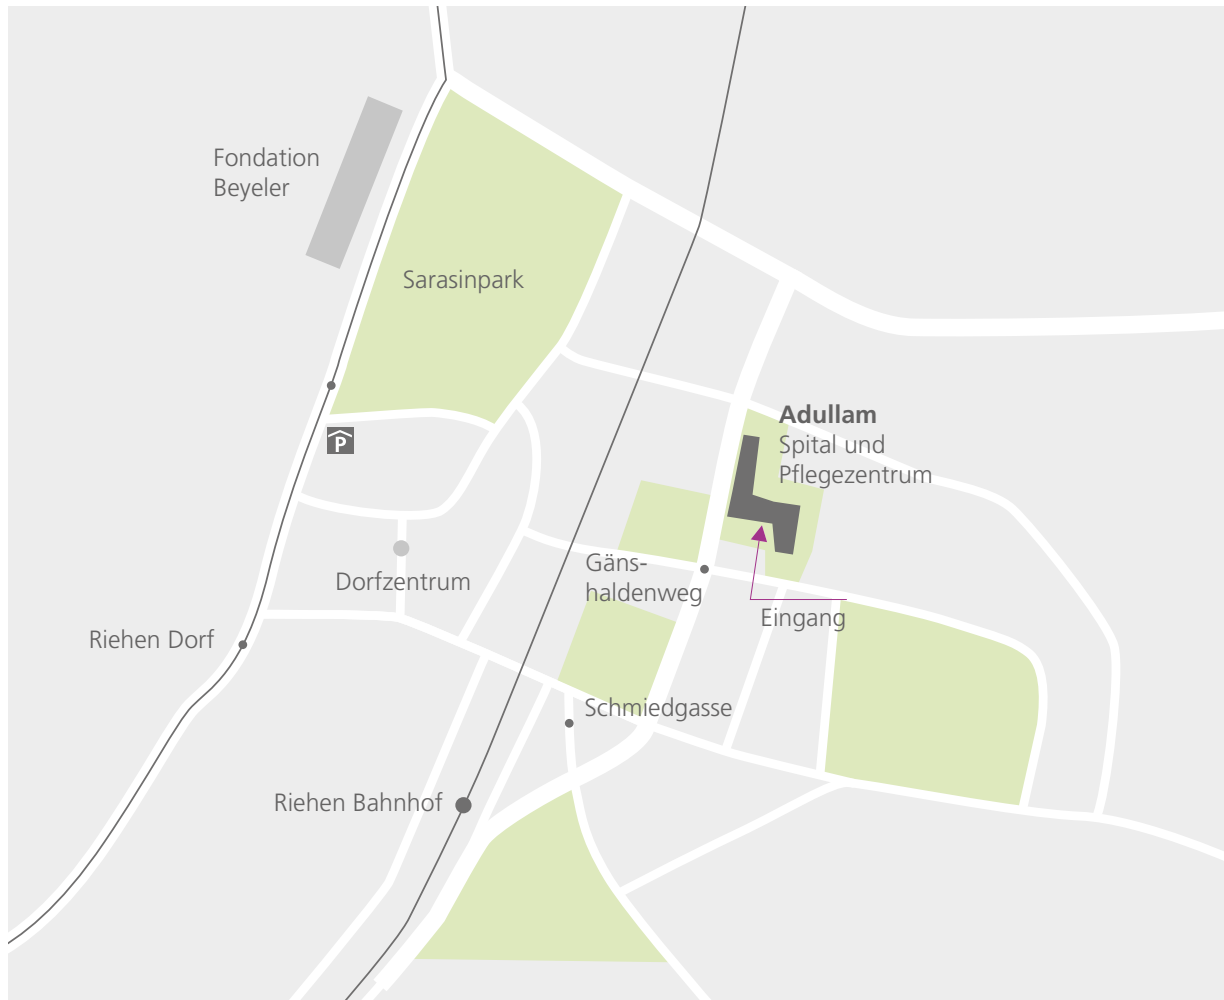 Fondation
Beyeler
Sarasinpark
Adullam
Spital und
Pflegezentrum
P
Gäns-
haldenweg
Dorfzentrum
Eingang
Riehen Dorf
Schmiedgasse
Riehen Bahnhof